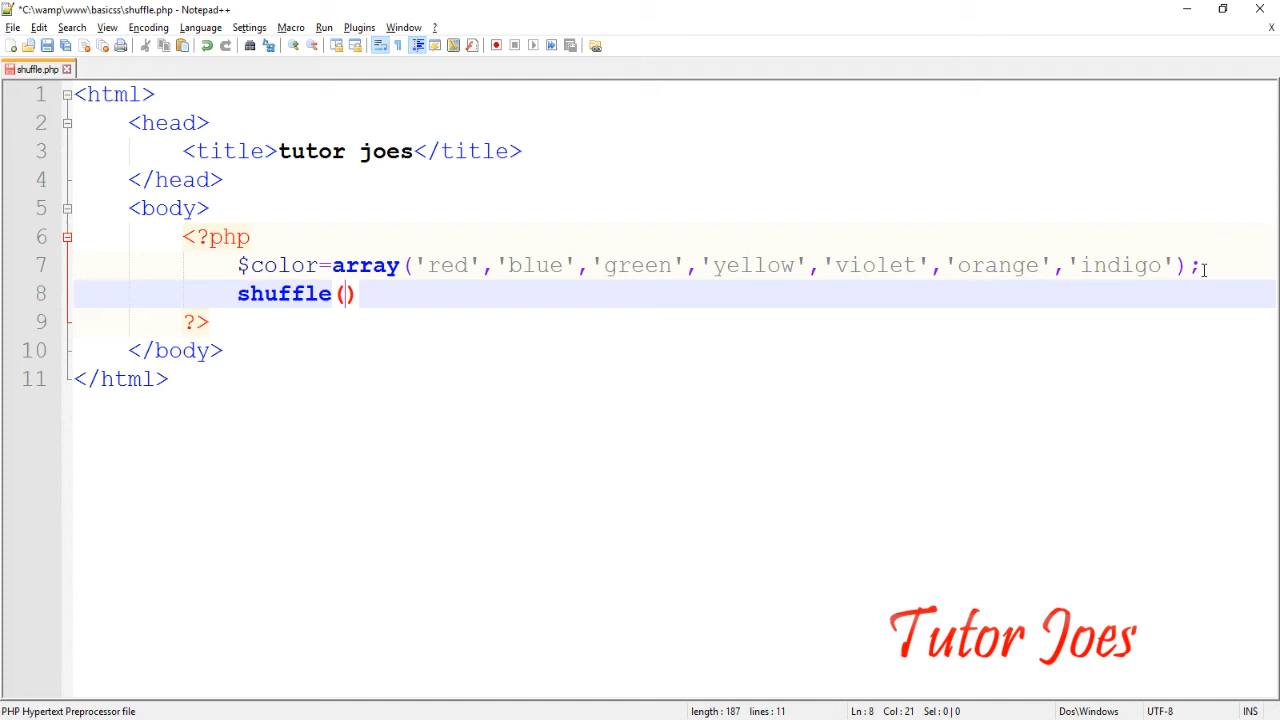 *C:\wamp\www\basicss\shuffle.php - Notepad++
File Edit Search View Encoding Language Settings Macro Run Plugins Window ?
X
shuffle.php
1 <html>
2 <head>
3 <title>tutor joes</title>
4 </head>
5 <body>
6 <?php
7 $color=array('red','blue','green','yellow','violet','orange','indigo');
8 shuffle()
9 ?>
10 </body>
11 </html>
Tutor Joes
PHP Hypertext Preprocessor file length : 187 lines : 11 Ln : 8 Col : 21 Sel : 0 | 0 Dos\Windows UTF-8 INS